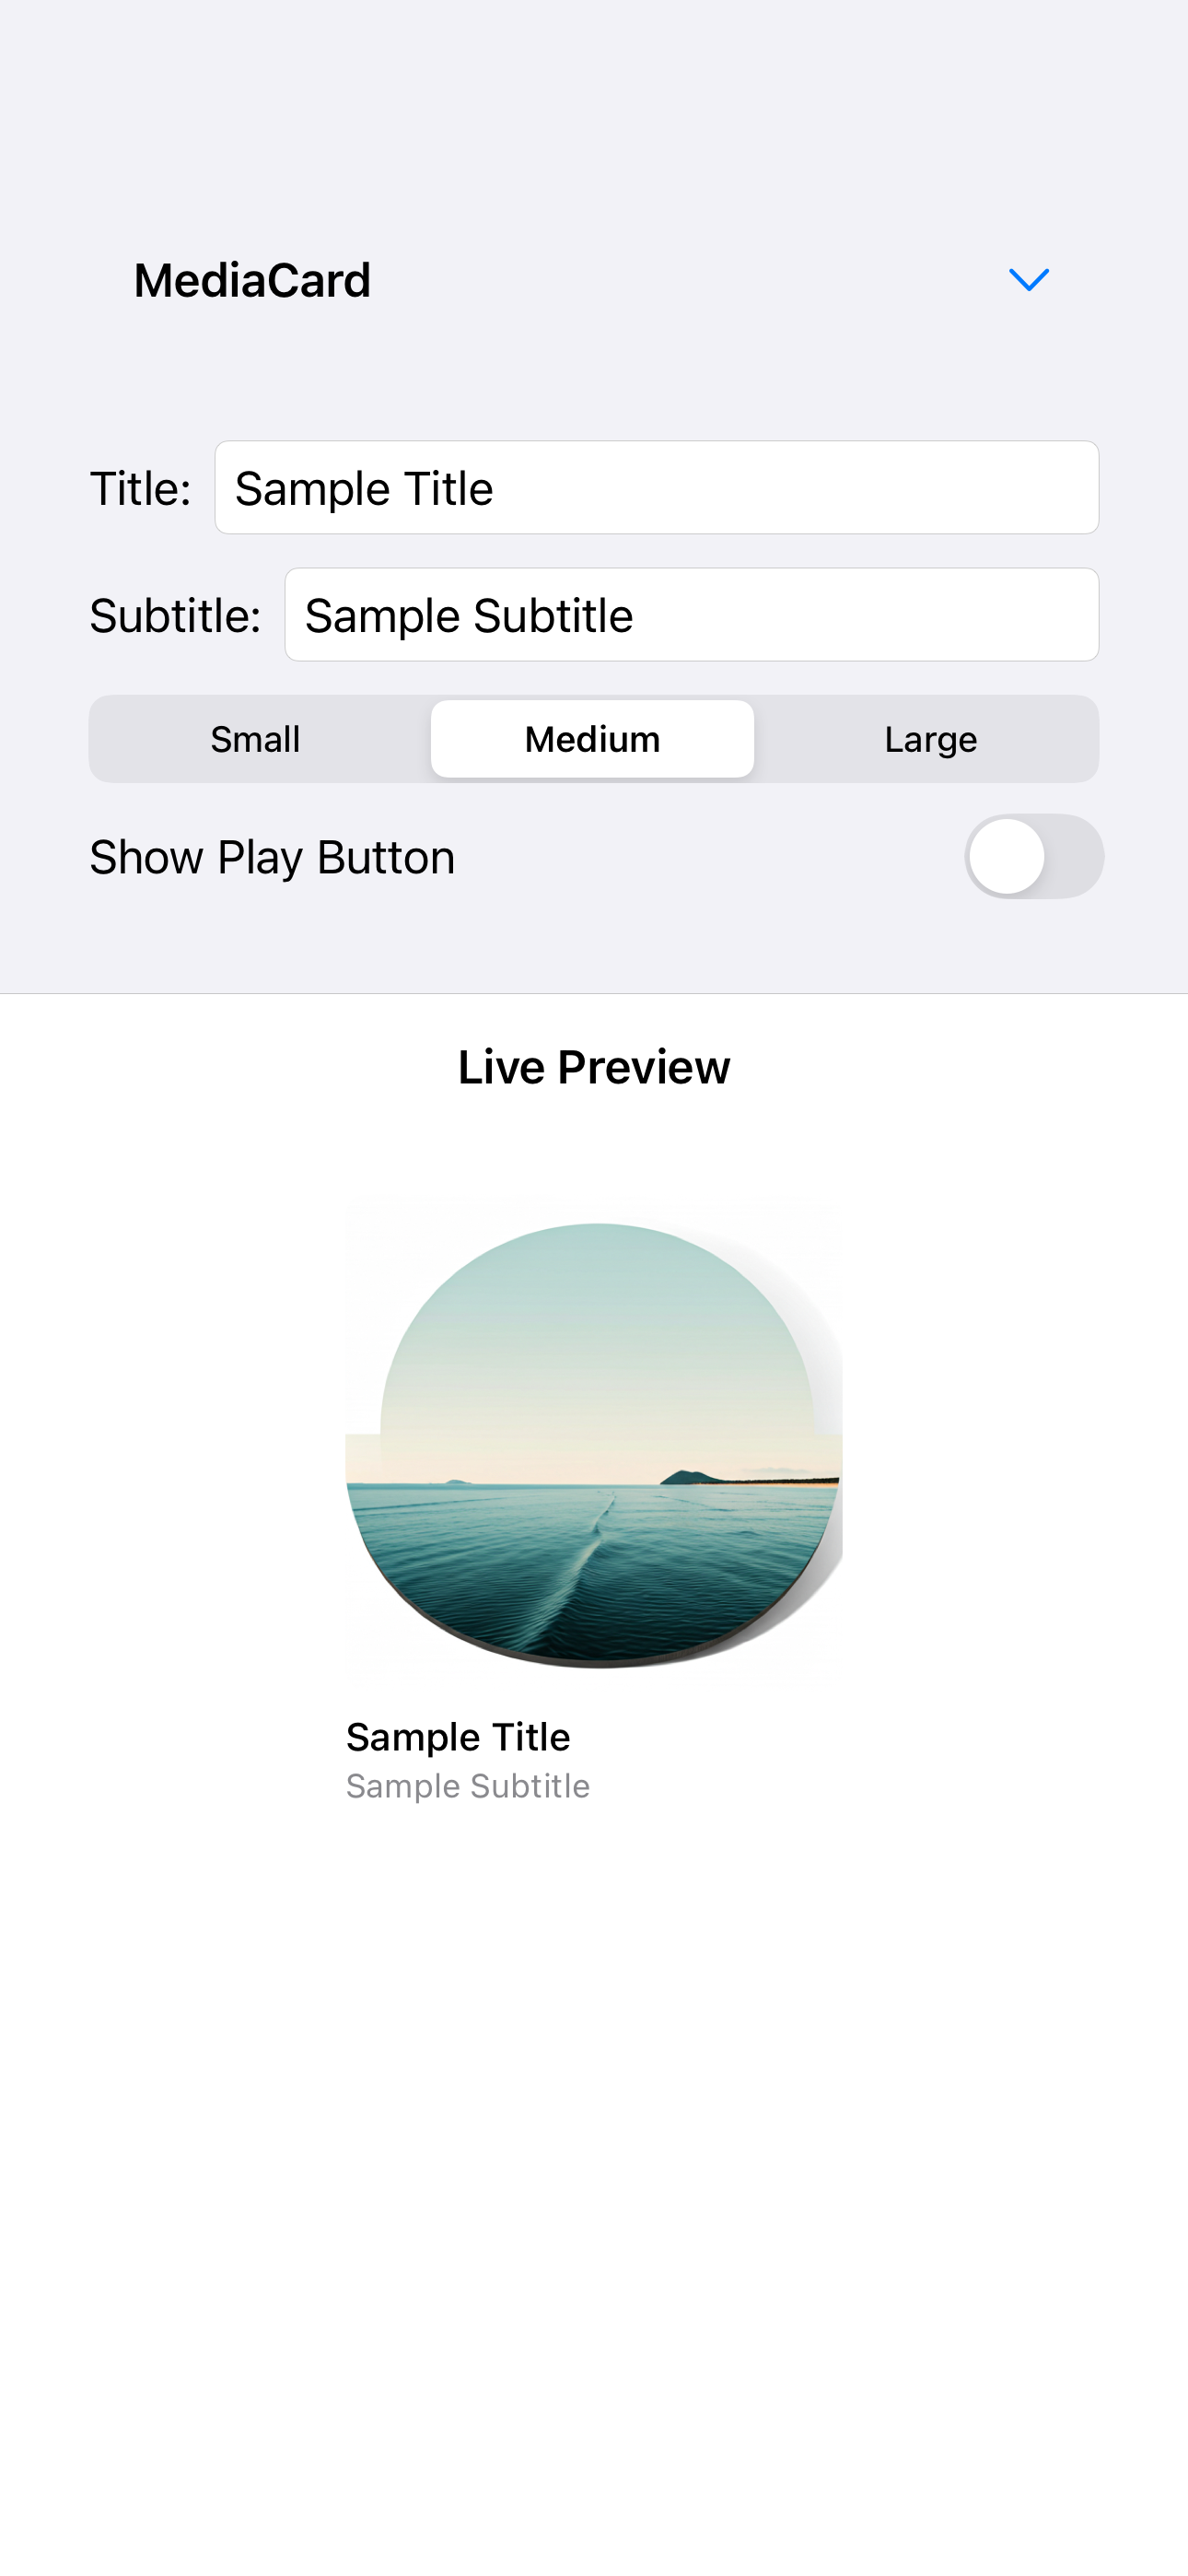 MediaCard
Title: Sample Title
Subtitle: Sample Subtitle
Small Medium Large
Show Play Button
Live Preview
Sample Title
Sample Subtitle